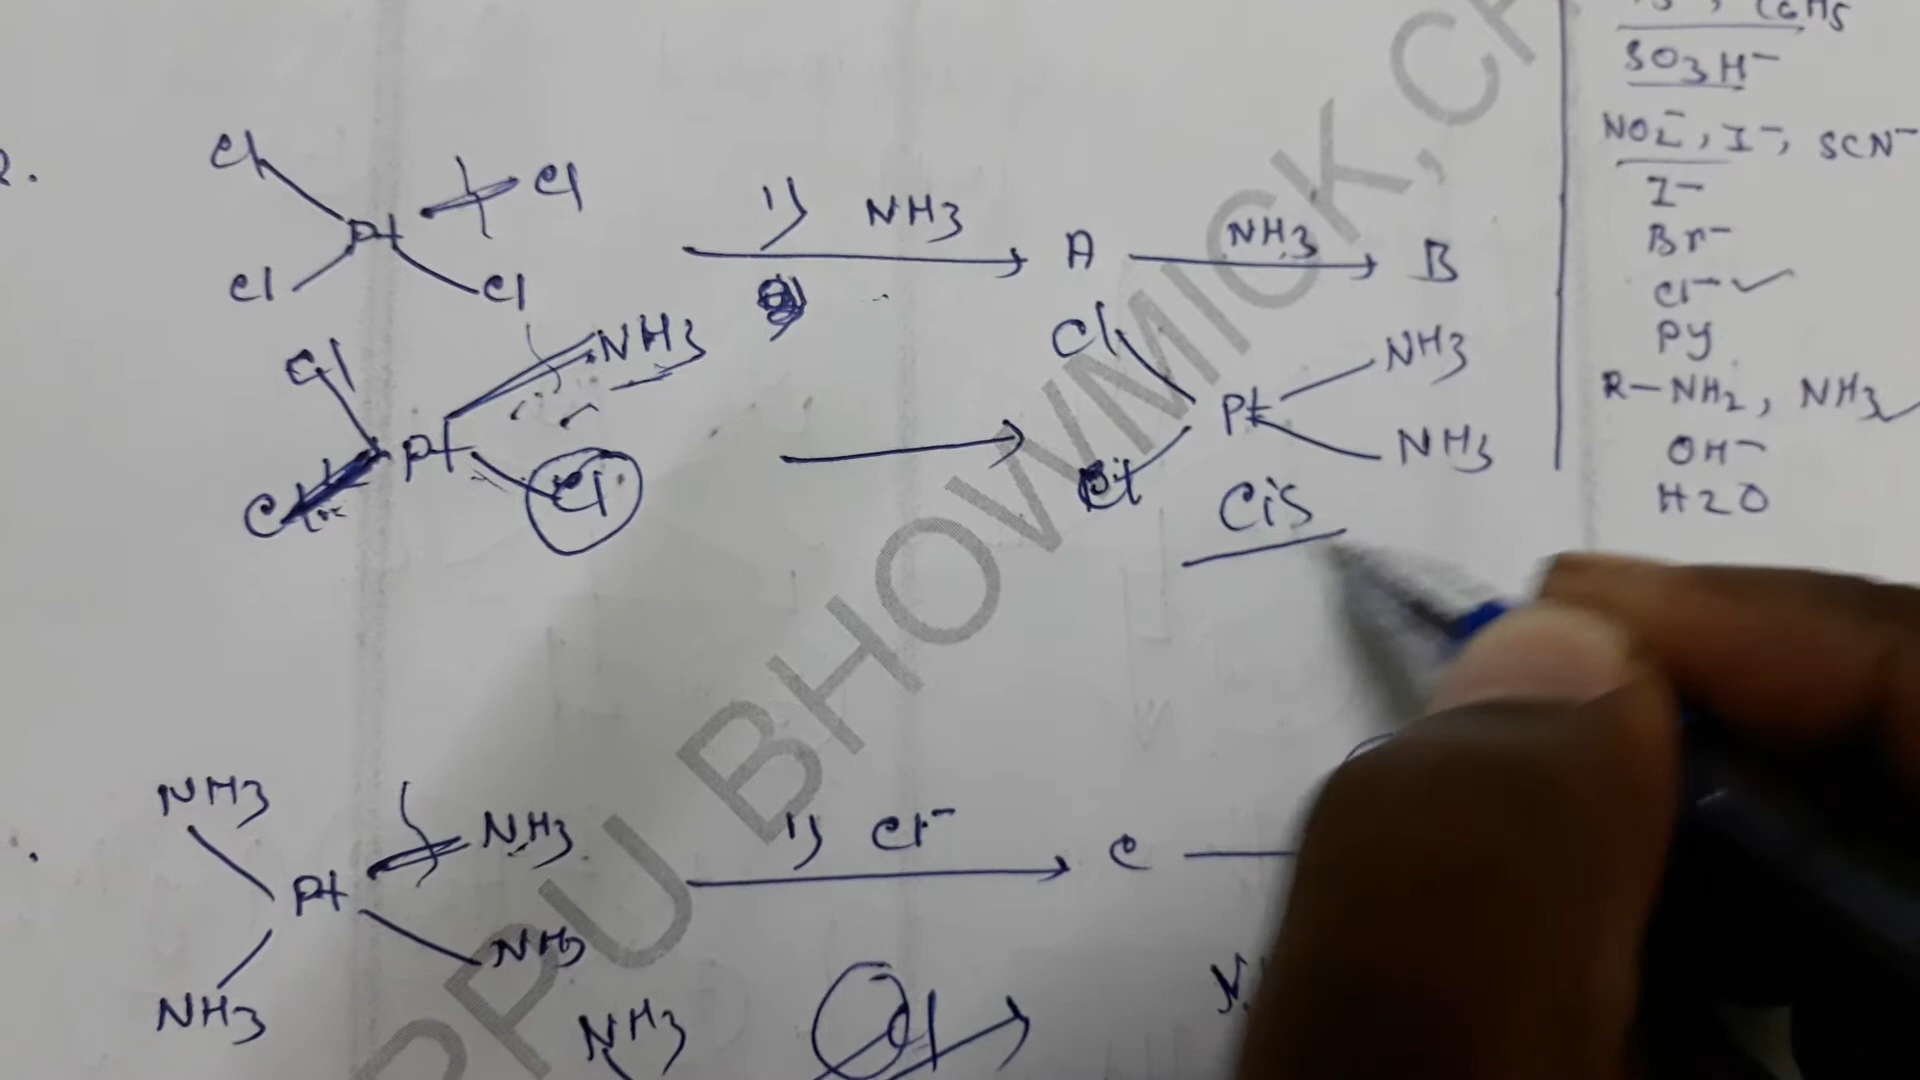 2.
Cl
Cl
Pt
Cl
Cl
1) NH3
A
NH3
B
Cl
NH3
Pt
Cl
Cl
Cl
NH3
Pt
Cl
NH3
Cis
C6H5
SO3H-
NO2-, I-, SCN-
I-
Br-
Cl- ✓
Py
R-NH2, NH3 ✓
OH-
H2O
NH3
NH3
Pt
NH3
NH3
1) Cl-
C
NH3
PPU BHOWMICK, CH